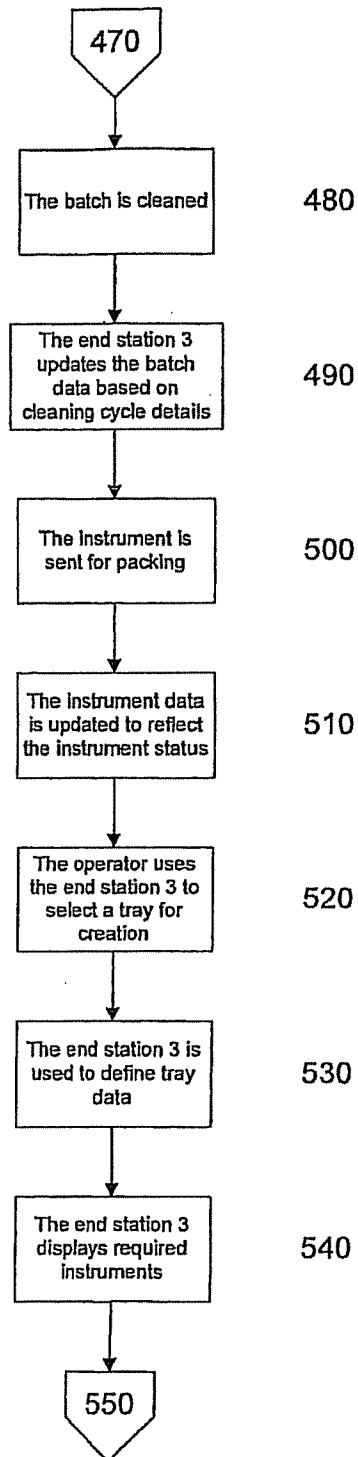 470
The batch is cleaned
480
The end station 3
updates the batch
data based on
cleaning cycle details
490
The instrument is
sent for packing
500
The instrument data
is updated to reflect
the instrument status
510
The operator uses
the end station 3 to
select a tray for
creation
520
The end station 3 is
used to define tray
data
530
The end station 3
displays required
instruments
540
550